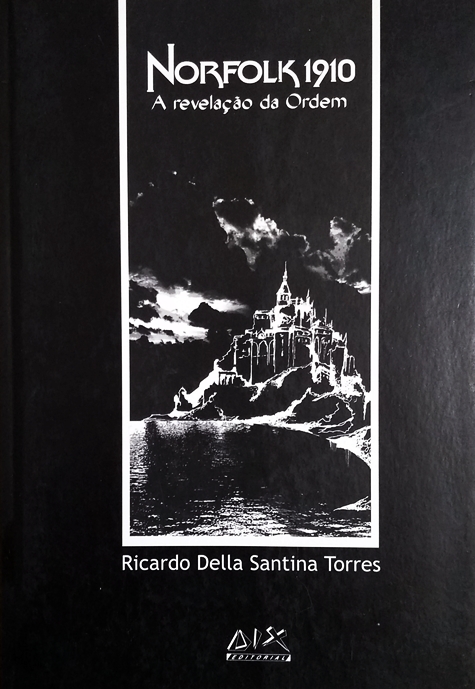 NORFOLK 1910
A revelação da Ordem
Ricardo Della Santina Torres
EDITORIAL